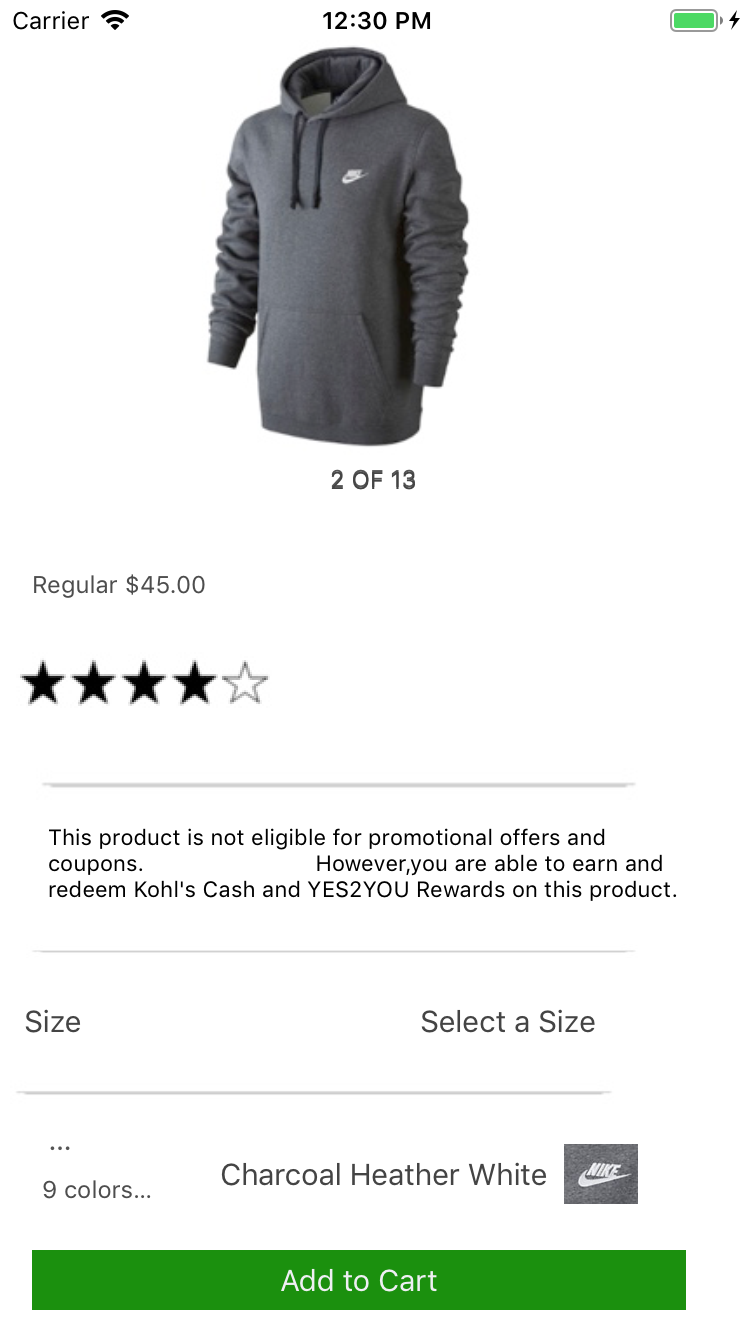 Carrier 12:30 PM
2 OF 13
Regular $45.00
This product is not eligible for promotional offers and
coupons. However,you are able to earn and
redeem Kohl's Cash and YES2YOU Rewards on this product.
Size Select a Size
...
9 colors... Charcoal Heather White NIKE
Add to Cart